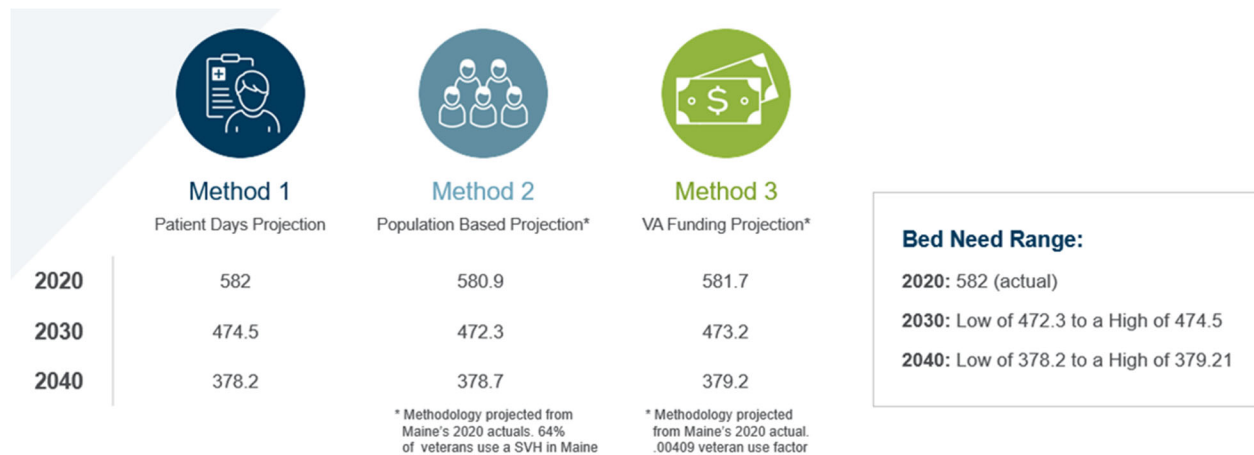 Method 1 Method 2 Method 3
Patient Days Projection Population Based Projection* VA Funding Projection*
2020 582 580.9 581.7
2030 474.5 472.3 473.2
2040 378.2 378.7 379.2
* Methodology projected from
Maine's 2020 actuals. 64%
of veterans use a SVH in Maine
* Methodology projected
from Maine's 2020 actual.
.00409 veteran use factor
Bed Need Range:
2020: 582 (actual)
2030: Low of 472.3 to a High of 474.5
2040: Low of 378.2 to a High of 379.21
$